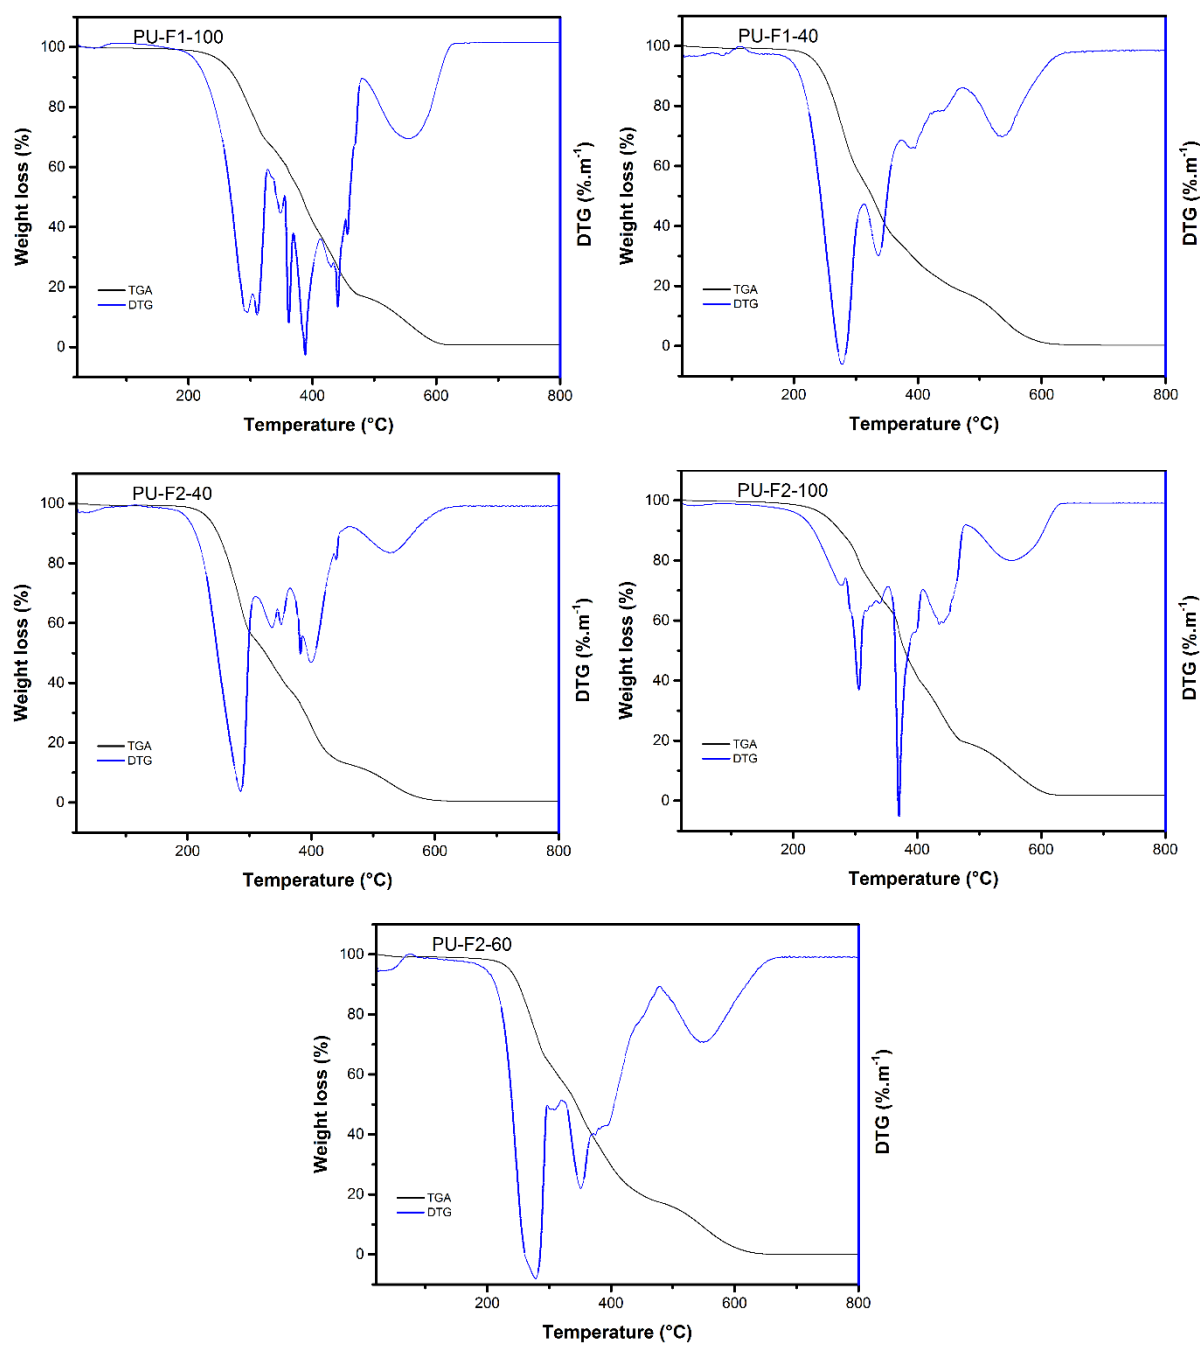 PU-F1-100
100
80
60
40
20
0
Weight loss (%)
DTG (%.m-1)
TGA
DTG
200
400
600
800
Temperature (°C)
PU-F1-40
100
80
60
40
20
0
Weight loss (%)
DTG (%.m-1)
TGA
DTG
200
400
600
800
Temperature (°C)
PU-F2-40
100
80
60
40
20
0
Weight loss (%)
DTG (%.m-1)
TGA
DTG
200
400
600
800
Temperature (°C)
PU-F2-100
100
80
60
40
20
0
Weight loss (%)
DTG (%.m-1)
TGA
DTG
200
400
600
800
Temperature (°C)
PU-F2-60
100
80
60
40
20
0
Weight loss (%)
DTG (%.m-1)
TGA
DTG
200
400
600
800
Temperature (°C)